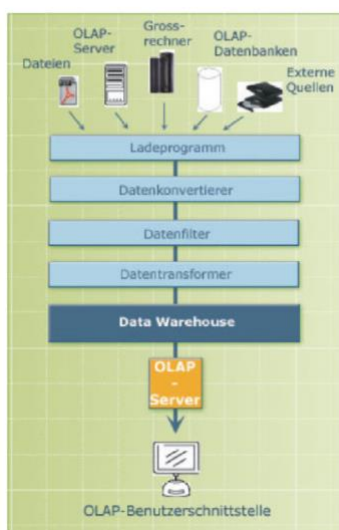 Dateien
OLAP-
Server
Gross-
rechner
OLAP-
Datenbanken
Externe
Quellen
Ladeprogramm
Datenkonvertierer
Datenfilter
Datentransformer
Data Warehouse
OLAP
-
Server
OLAP-Benutzerschnittstelle